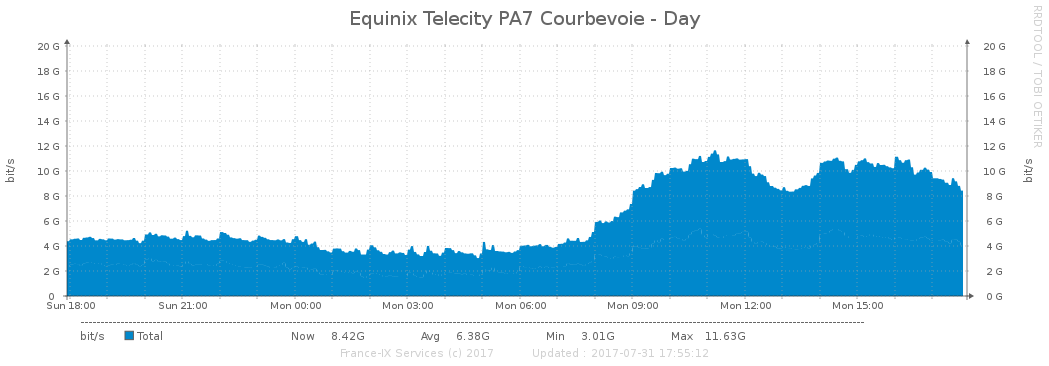 Equinix Telecity PA7 Courbevoie - Day
RRDTOOL / TOBI OETIKER
bit/s
20 G 20 G
18 G 18 G
16 G 16 G
14 G 14 G
12 G 12 G
10 G 10 G
8 G 8 G
6 G 6 G
4 G 4 G
2 G 2 G
0 0 G
bit/s
Sun 18:00 Sun 21:00 Mon 00:00 Mon 03:00 Mon 06:00 Mon 09:00 Mon 12:00 Mon 15:00
bit/s Total Now 8.42G Avg 6.38G Min 3.01G Max 11.63G
France-IX Services (c) 2017 Updated : 2017-07-31 17:55:12